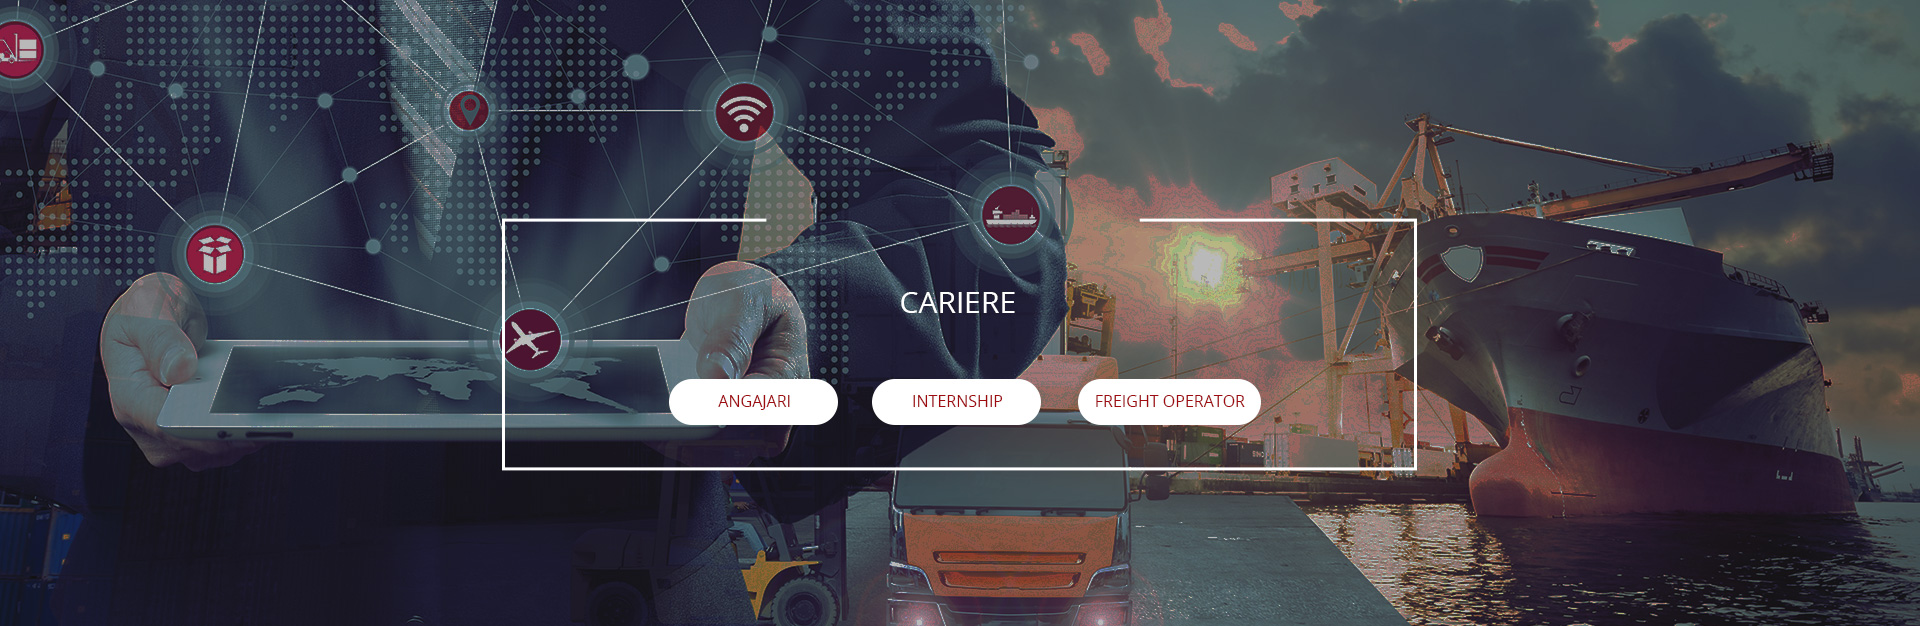 CARIERE
ANGAJARI
INTERNSHIP
FREIGHT OPERATOR